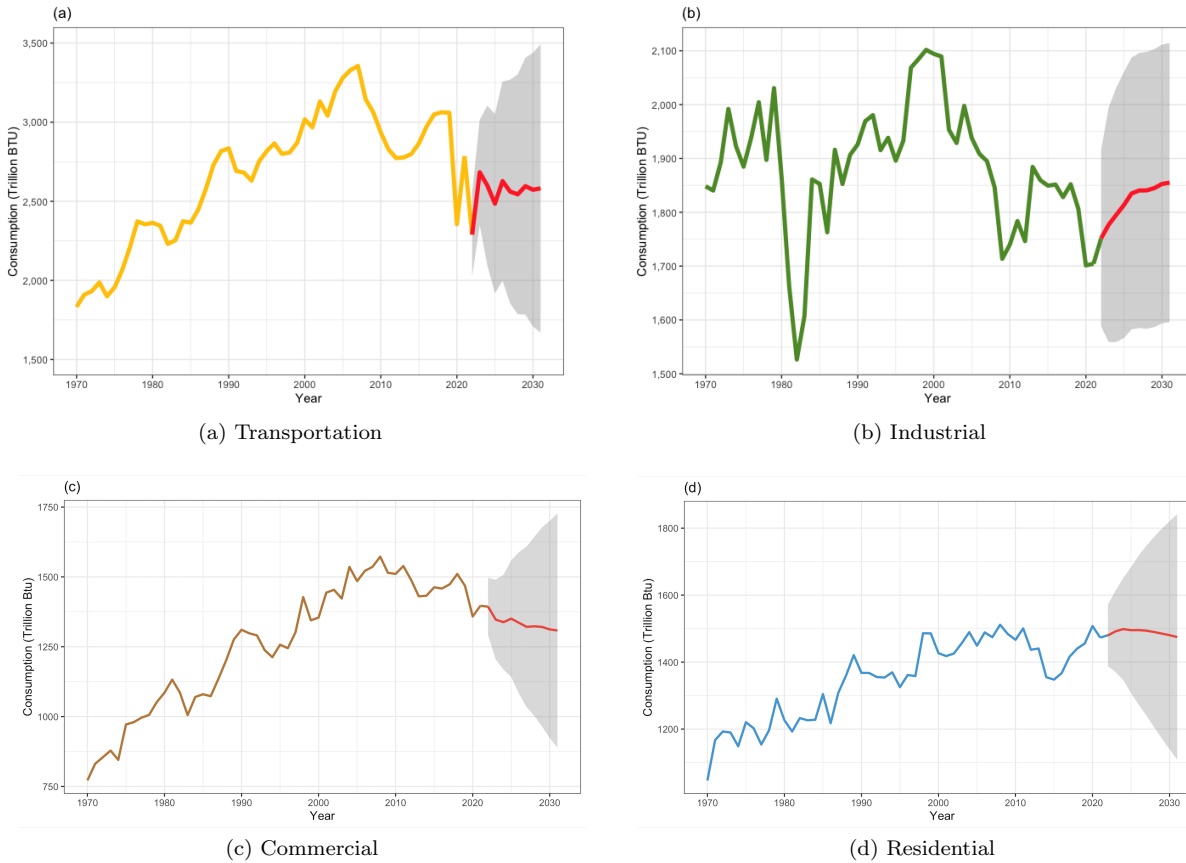 (a)
Consumption (Trillion BTU)
3,500
3,000
2,500
2,000
1,500
1970 1980 1990 2000 2010 2020 2030
Year
(a) Transportation
(b)
Consumption (Trillion BTU)
2,100
2,000
1,900
1,800
1,700
1,600
1,500
1970 1980 1990 2000 2010 2020 2030
Year
(b) Industrial
(c)
Consumption (Trillion Btu)
1750
1500
1250
1000
750
1970 1980 1990 2000 2010 2020 2030
Year
(c) Commercial
(d)
Consumption (Trillion Btu)
1800
1600
1400
1200
1970 1980 1990 2000 2010 2020 2030
Year
(d) Residential